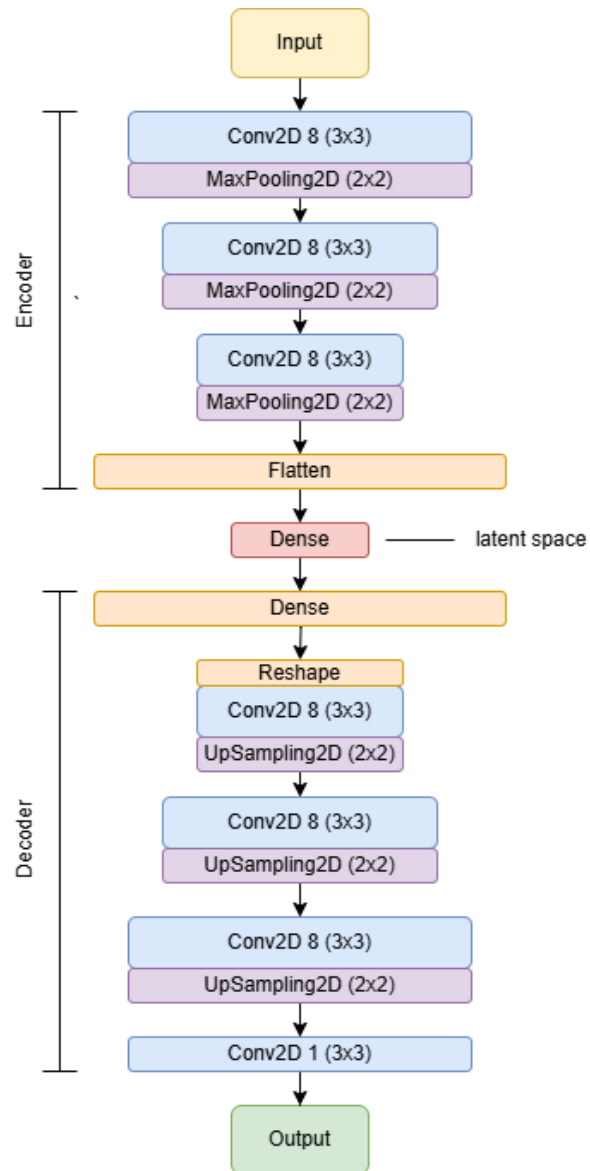 Input
Encoder
Conv2D 8 (3x3)
MaxPooling2D (2x2)
Conv2D 8 (3x3)
MaxPooling2D (2x2)
Conv2D 8 (3x3)
MaxPooling2D (2x2)
Flatten
Dense
latent space
Decoder
Dense
Reshape
Conv2D 8 (3x3)
UpSampling2D (2x2)
Conv2D 8 (3x3)
UpSampling2D (2x2)
Conv2D 8 (3x3)
UpSampling2D (2x2)
Conv2D 1 (3x3)
Output